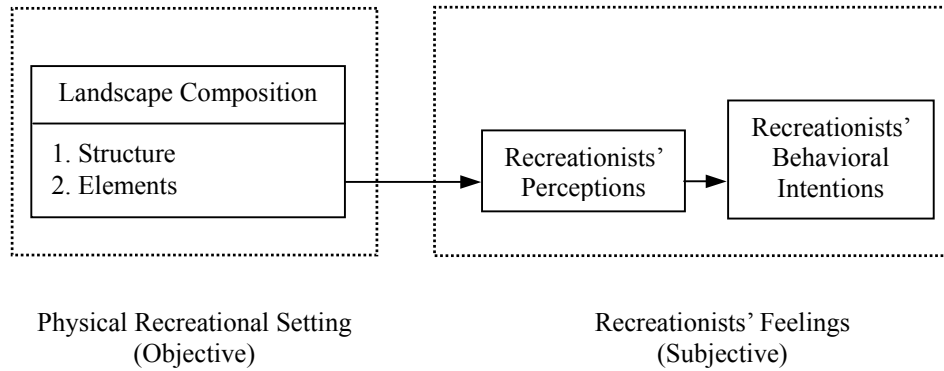 Landscape Composition
1. Structure
2. Elements
Recreationists’
Perceptions
Recreationists’
Behavioral
Intentions
Physical Recreational Setting
(Objective)
Recreationists’ Feelings
(Subjective)